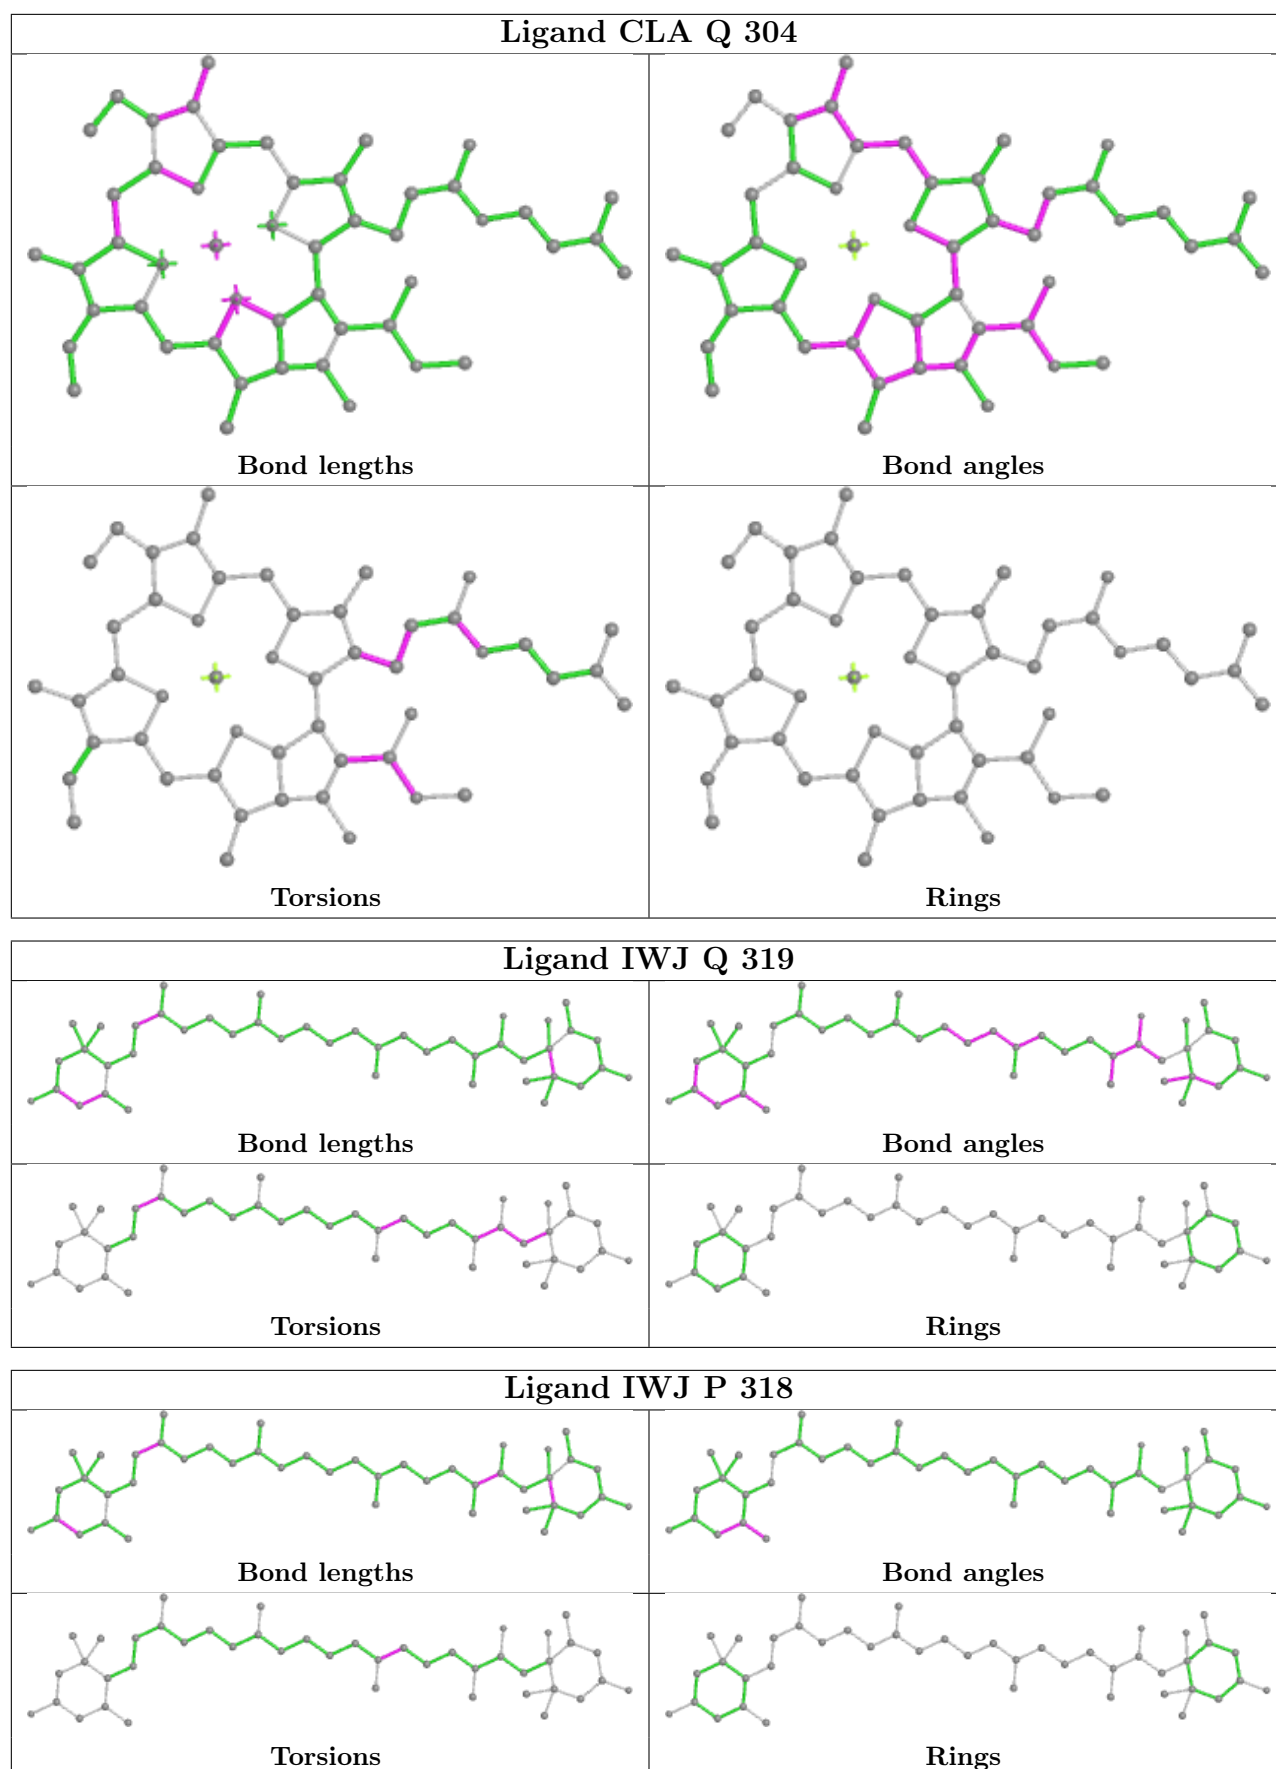 Ligand CLA Q 304
Bond lengths
Bond angles
Torsions
Rings
Ligand IWJ Q 319
Bond lengths
Bond angles
Torsions
Rings
Ligand IWJ P 318
Bond lengths
Bond angles
Torsions
Rings